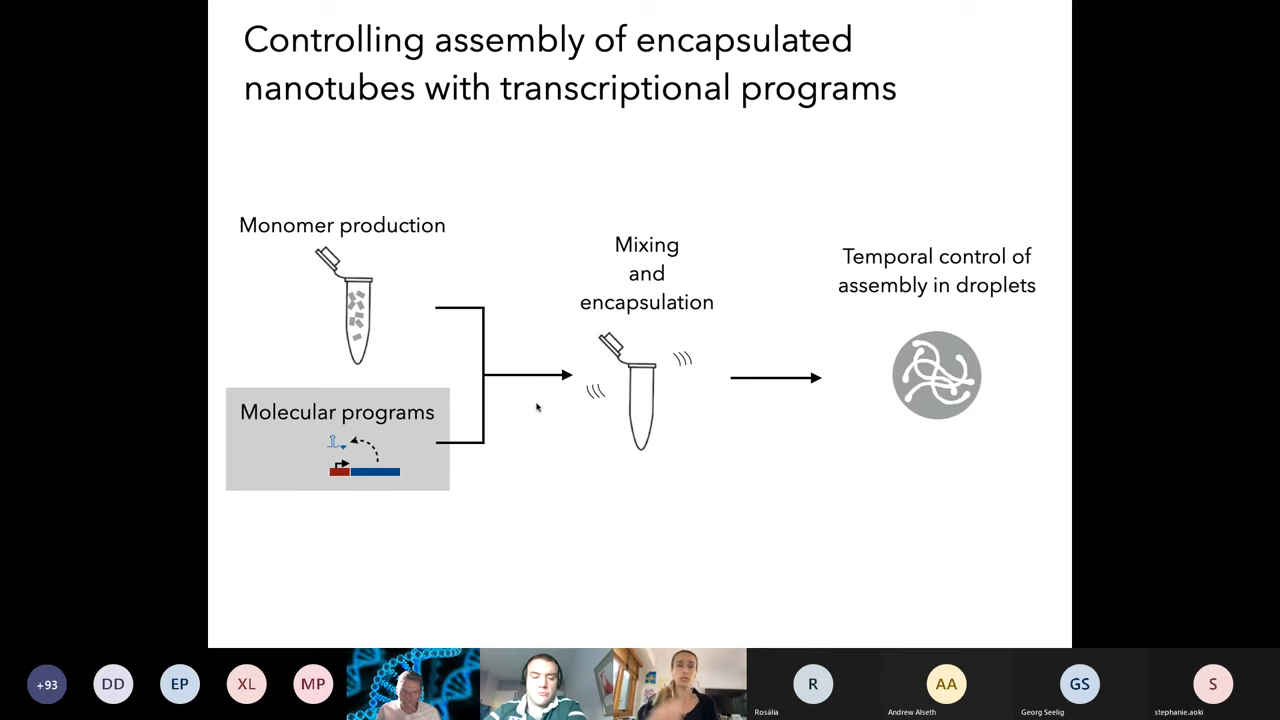 Controlling assembly of encapsulated
nanotubes with transcriptional programs
Monomer production
Molecular programs
Mixing
and
encapsulation
Temporal control of
assembly in droplets
+93
DD
EP
XL
MP
R
Rosália
AA
Andrew Alseth
GS
Georg Seelig
S
stephanie.aoki